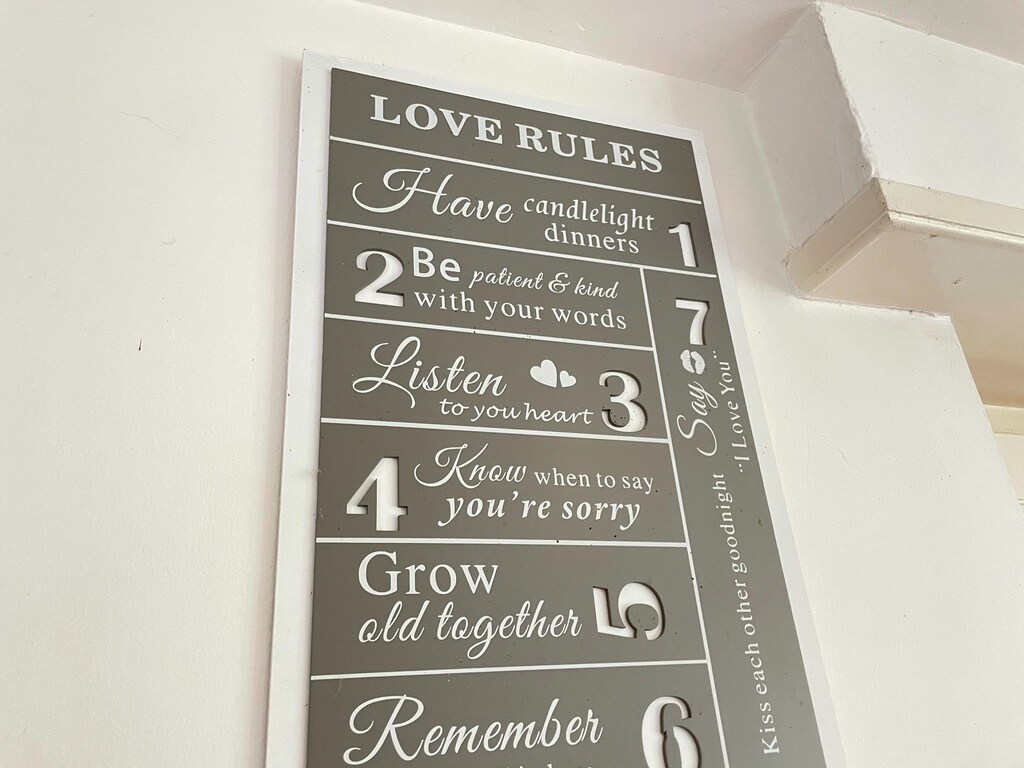 LOVE RULES
Have candlelight
dinners
1
2
Be patient & kind
with your words
Listen
to you heart
3
4
Know when to say
you're sorry
Grow
old together
5
Remember
6
7
Say
"I Love You"
Kiss each other goodnight